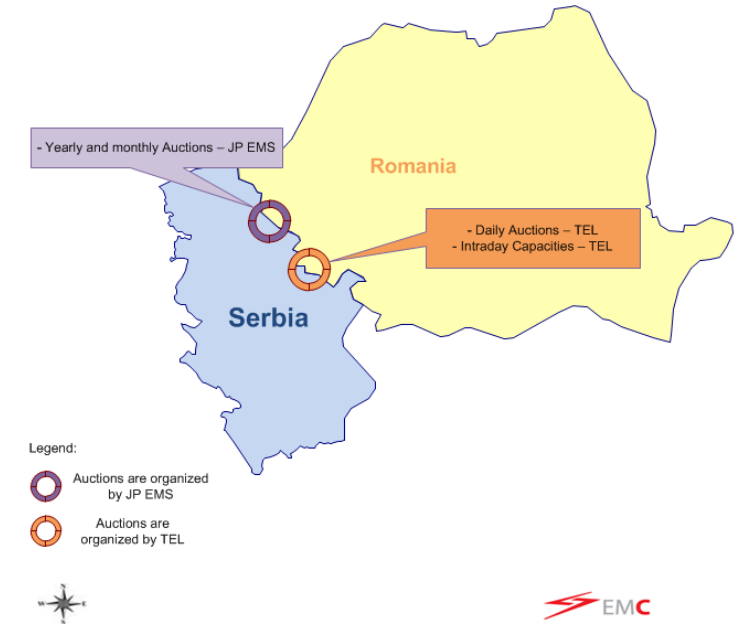 - Yearly and monthly Auctions – JP EMS
Romania
- Daily Auctions – TEL
- Intraday Capacities – TEL
Serbia
Legend:
Auctions are organized
by JP EMS
Auctions are
organized by TEL
N
W
E
S
EMC